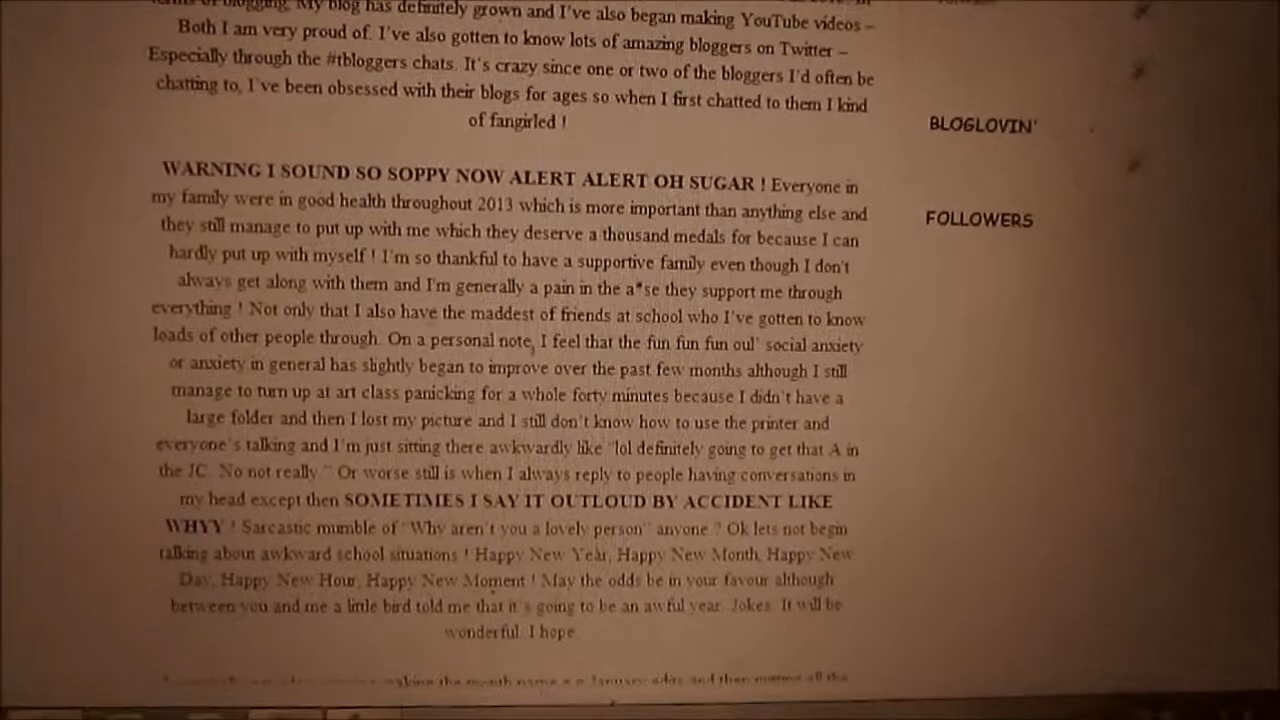 of blogging. My blog has definitely grown and I've also began making YouTube videos –
Both I am very proud of. I've also gotten to know lots of amazing bloggers on Twitter –
Especially through the #tbloggers chats. It's crazy since one or two of the bloggers I'd often be
chatting to, I've been obsessed with their blogs for ages so when I first chatted to them I kind
of fangirled !
WARNING I SOUND SO SOPPY NOW ALERT ALERT OH SUGAR ! Everyone in
my family were in good health throughout 2013 which is more important than anything else and
they still manage to put up with me which they deserve a thousand medals for because I can
hardly put up with myself ! I'm so thankful to have a supportive family even though I don't
always get along with them and I'm generally a pain in the a*se they support me through
everything ! Not only that I also have the maddest of friends at school who I've gotten to know
loads of other people through. On a personal note, I feel that the fun fun fun oul' social anxiety
or anxiety in general has slightly began to improve over the past few months although I still
manage to turn up at art class panicking for a whole forty minutes because I didn't have a
large folder and then I lost my picture and I still don't know how to use the printer and
everyone's talking and I'm just sitting there awkwardly like "lol definitely going to get that A in
the JC. No not really." Or worse still is when I always reply to people having conversations in
my head except then SOMETIMES I SAY IT OUTLOUD BY ACCIDENT LIKE
WHYY ! Sarcastic mumble of "Why aren't you a lovely person" anyone ? Ok lets not begin
talking about awkward school situations ! Happy New Year, Happy New Month, Happy New
Day, Happy New Hour, Happy New Moment ! May the odds be in your favour although
between you and me a little bird told me that it's going to be an awful year. Jokes. It will be
wonderful. I hope.
the month name and then all the
BLOGLOVIN'
FOLLOWERS